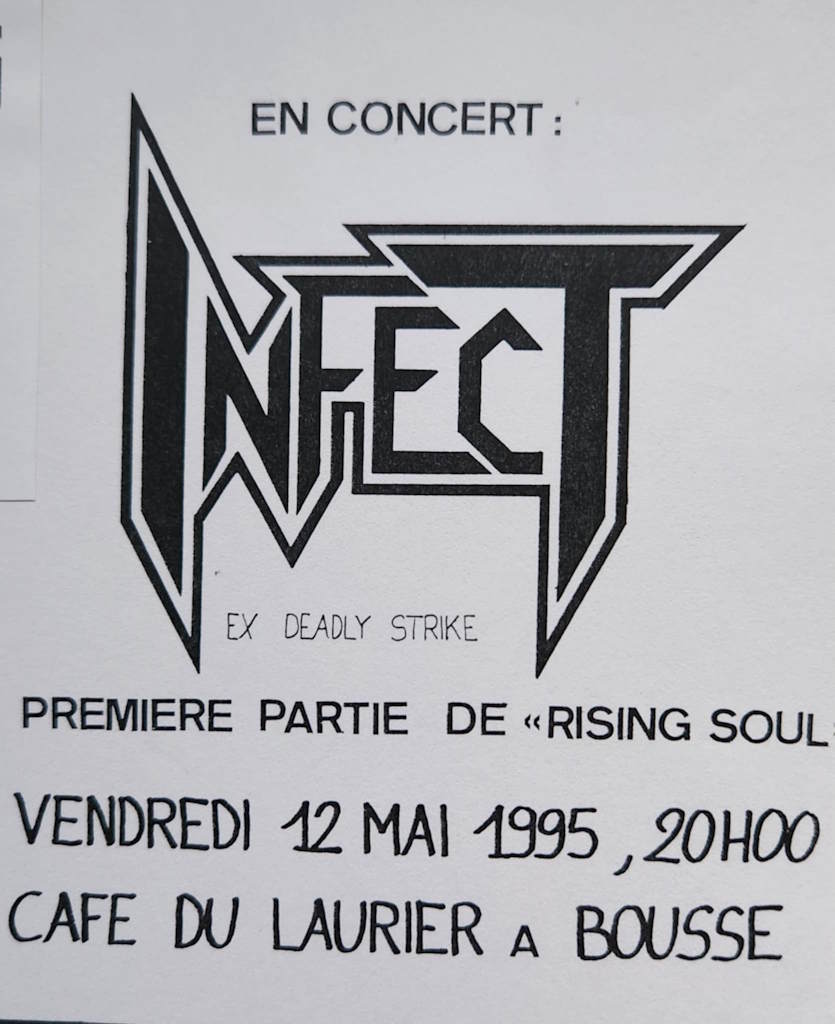 EN CONCERT :
INFECT
EX DEADLY STRIKE
PREMIERE PARTIE DE «RISING SOUL»
VENDREDI 12 MAI 1995, 20H00
CAFE DU LAURIER A BOUSSE